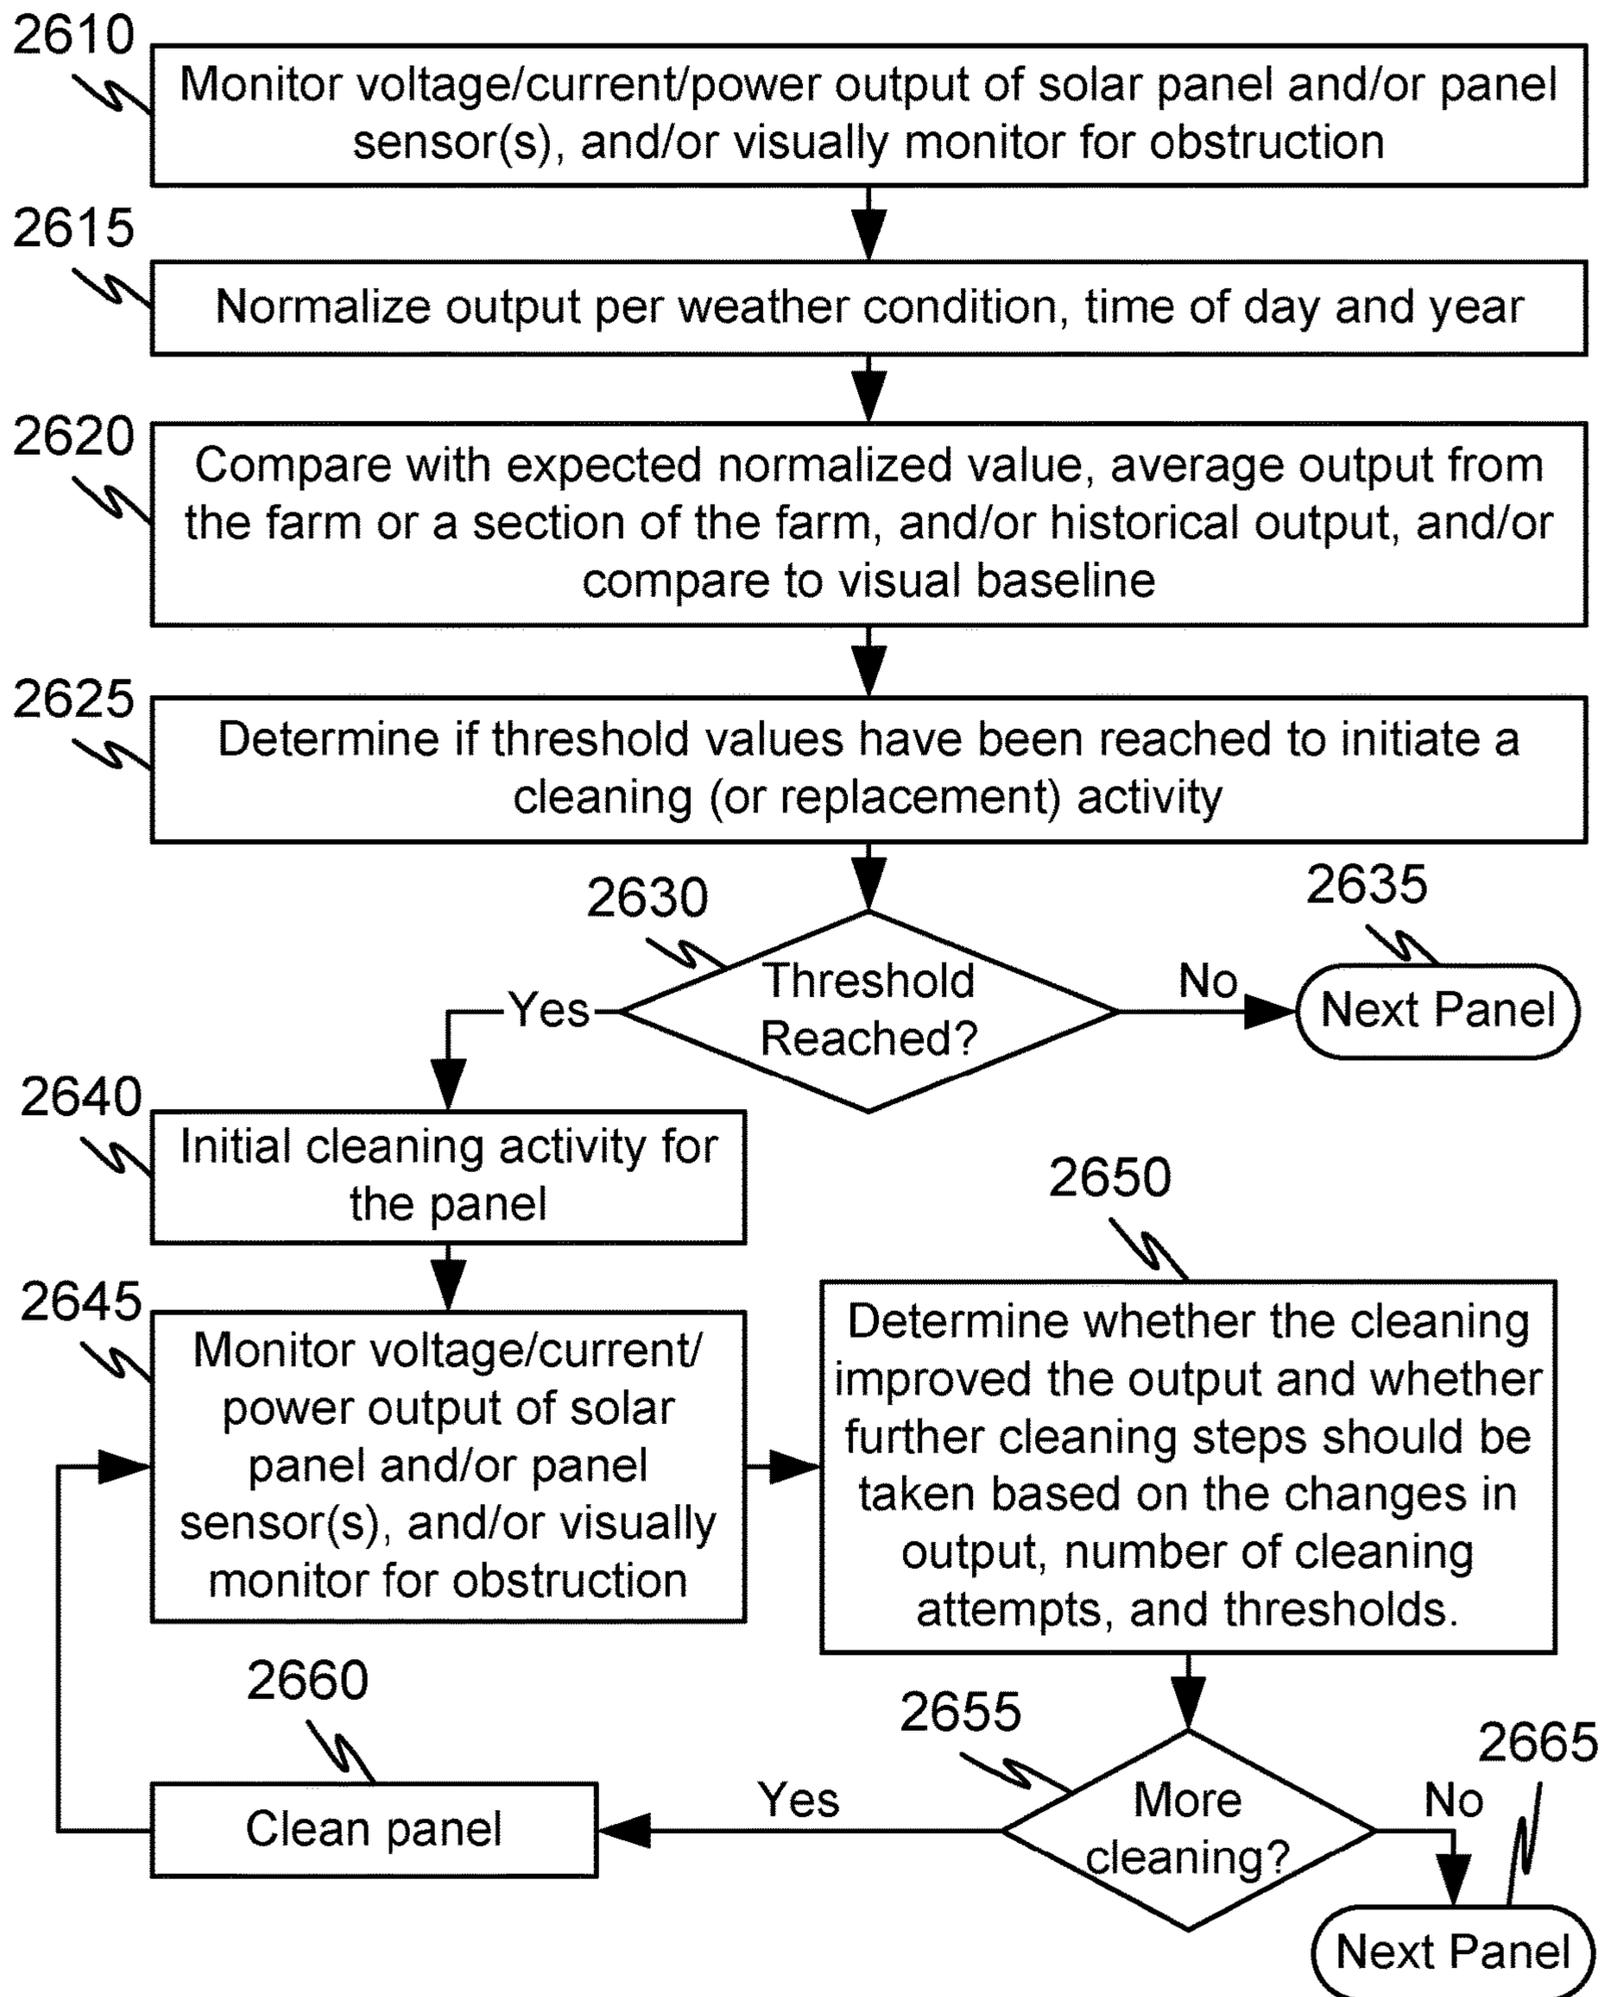 2610
Monitor voltage/current/power output of solar panel and/or panel
sensor(s), and/or visually monitor for obstruction
2615
Normalize output per weather condition, time of day and year
2620
Compare with expected normalized value, average output from
the farm or a section of the farm, and/or historical output, and/or
compare to visual baseline
2625
Determine if threshold values have been reached to initiate a
cleaning (or replacement) activity
2630
Threshold
Reached?
Yes
No
2635
Next Panel
2640
Initial cleaning activity for
the panel
2645
Monitor voltage/current/
power output of solar
panel and/or panel
sensor(s), and/or visually
monitor for obstruction
2650
Determine whether the cleaning
improved the output and whether
further cleaning steps should be
taken based on the changes in
output, number of cleaning
attempts, and thresholds.
2655
More
cleaning?
Yes
No
2660
Clean panel
2665
Next Panel